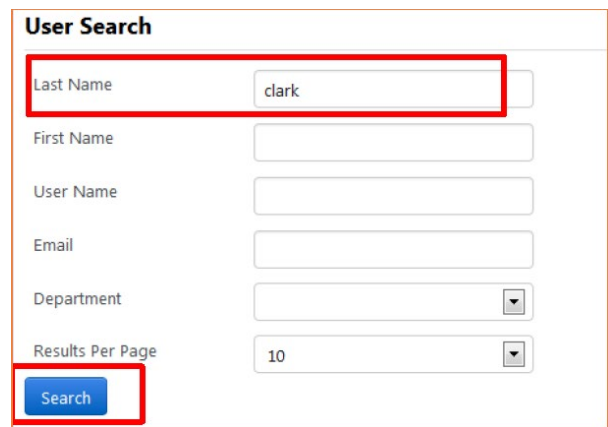 User Search
Last Name clark
First Name
User Name
Email
Department
Results Per Page 10
Search